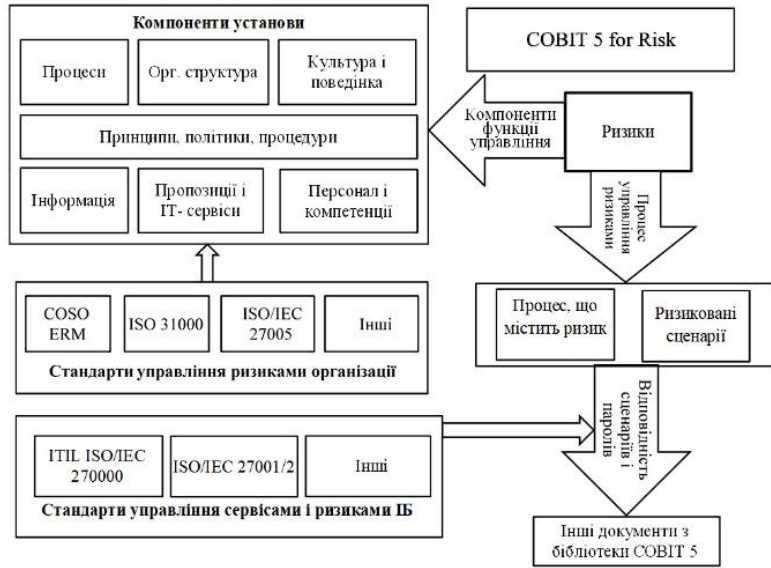 Компоненти установи
Процеси
Орг. структура
Культура і
поведінка
Принципи, політики, процедури
Інформація
Пропозиції і
ІТ- сервіси
Персонал і
компетенції
COBIT 5 for Risk
Компоненти
функції
управління
Ризики
Процес
управління
ризиками
COSO
ERM
ISO 31000
ISO/IEC
27005
Інші
Стандарти управління ризиками організації
Процес, що
містить ризик
Ризиковані
сценарії
ITIL ISO/IEC
270000
ISO/IEC 27001/2
Інші
Стандарти управління сервісами і ризиками ІБ
Відповідність
сценаріїв і
паролів
Інші документи з
бібліотеки COBIT 5